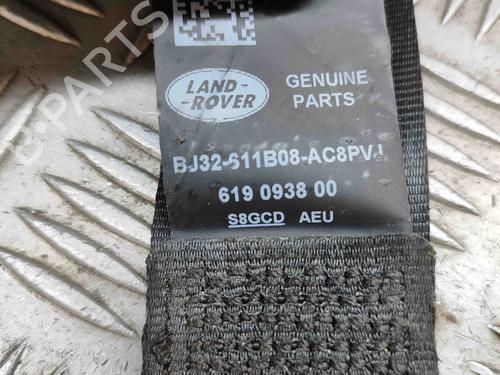 B-PARTS
LAND-
-ROVER
GENUINE
PARTS
BJ32-611B08-AC8PVJ
619 0938 00
S8GCD AEU